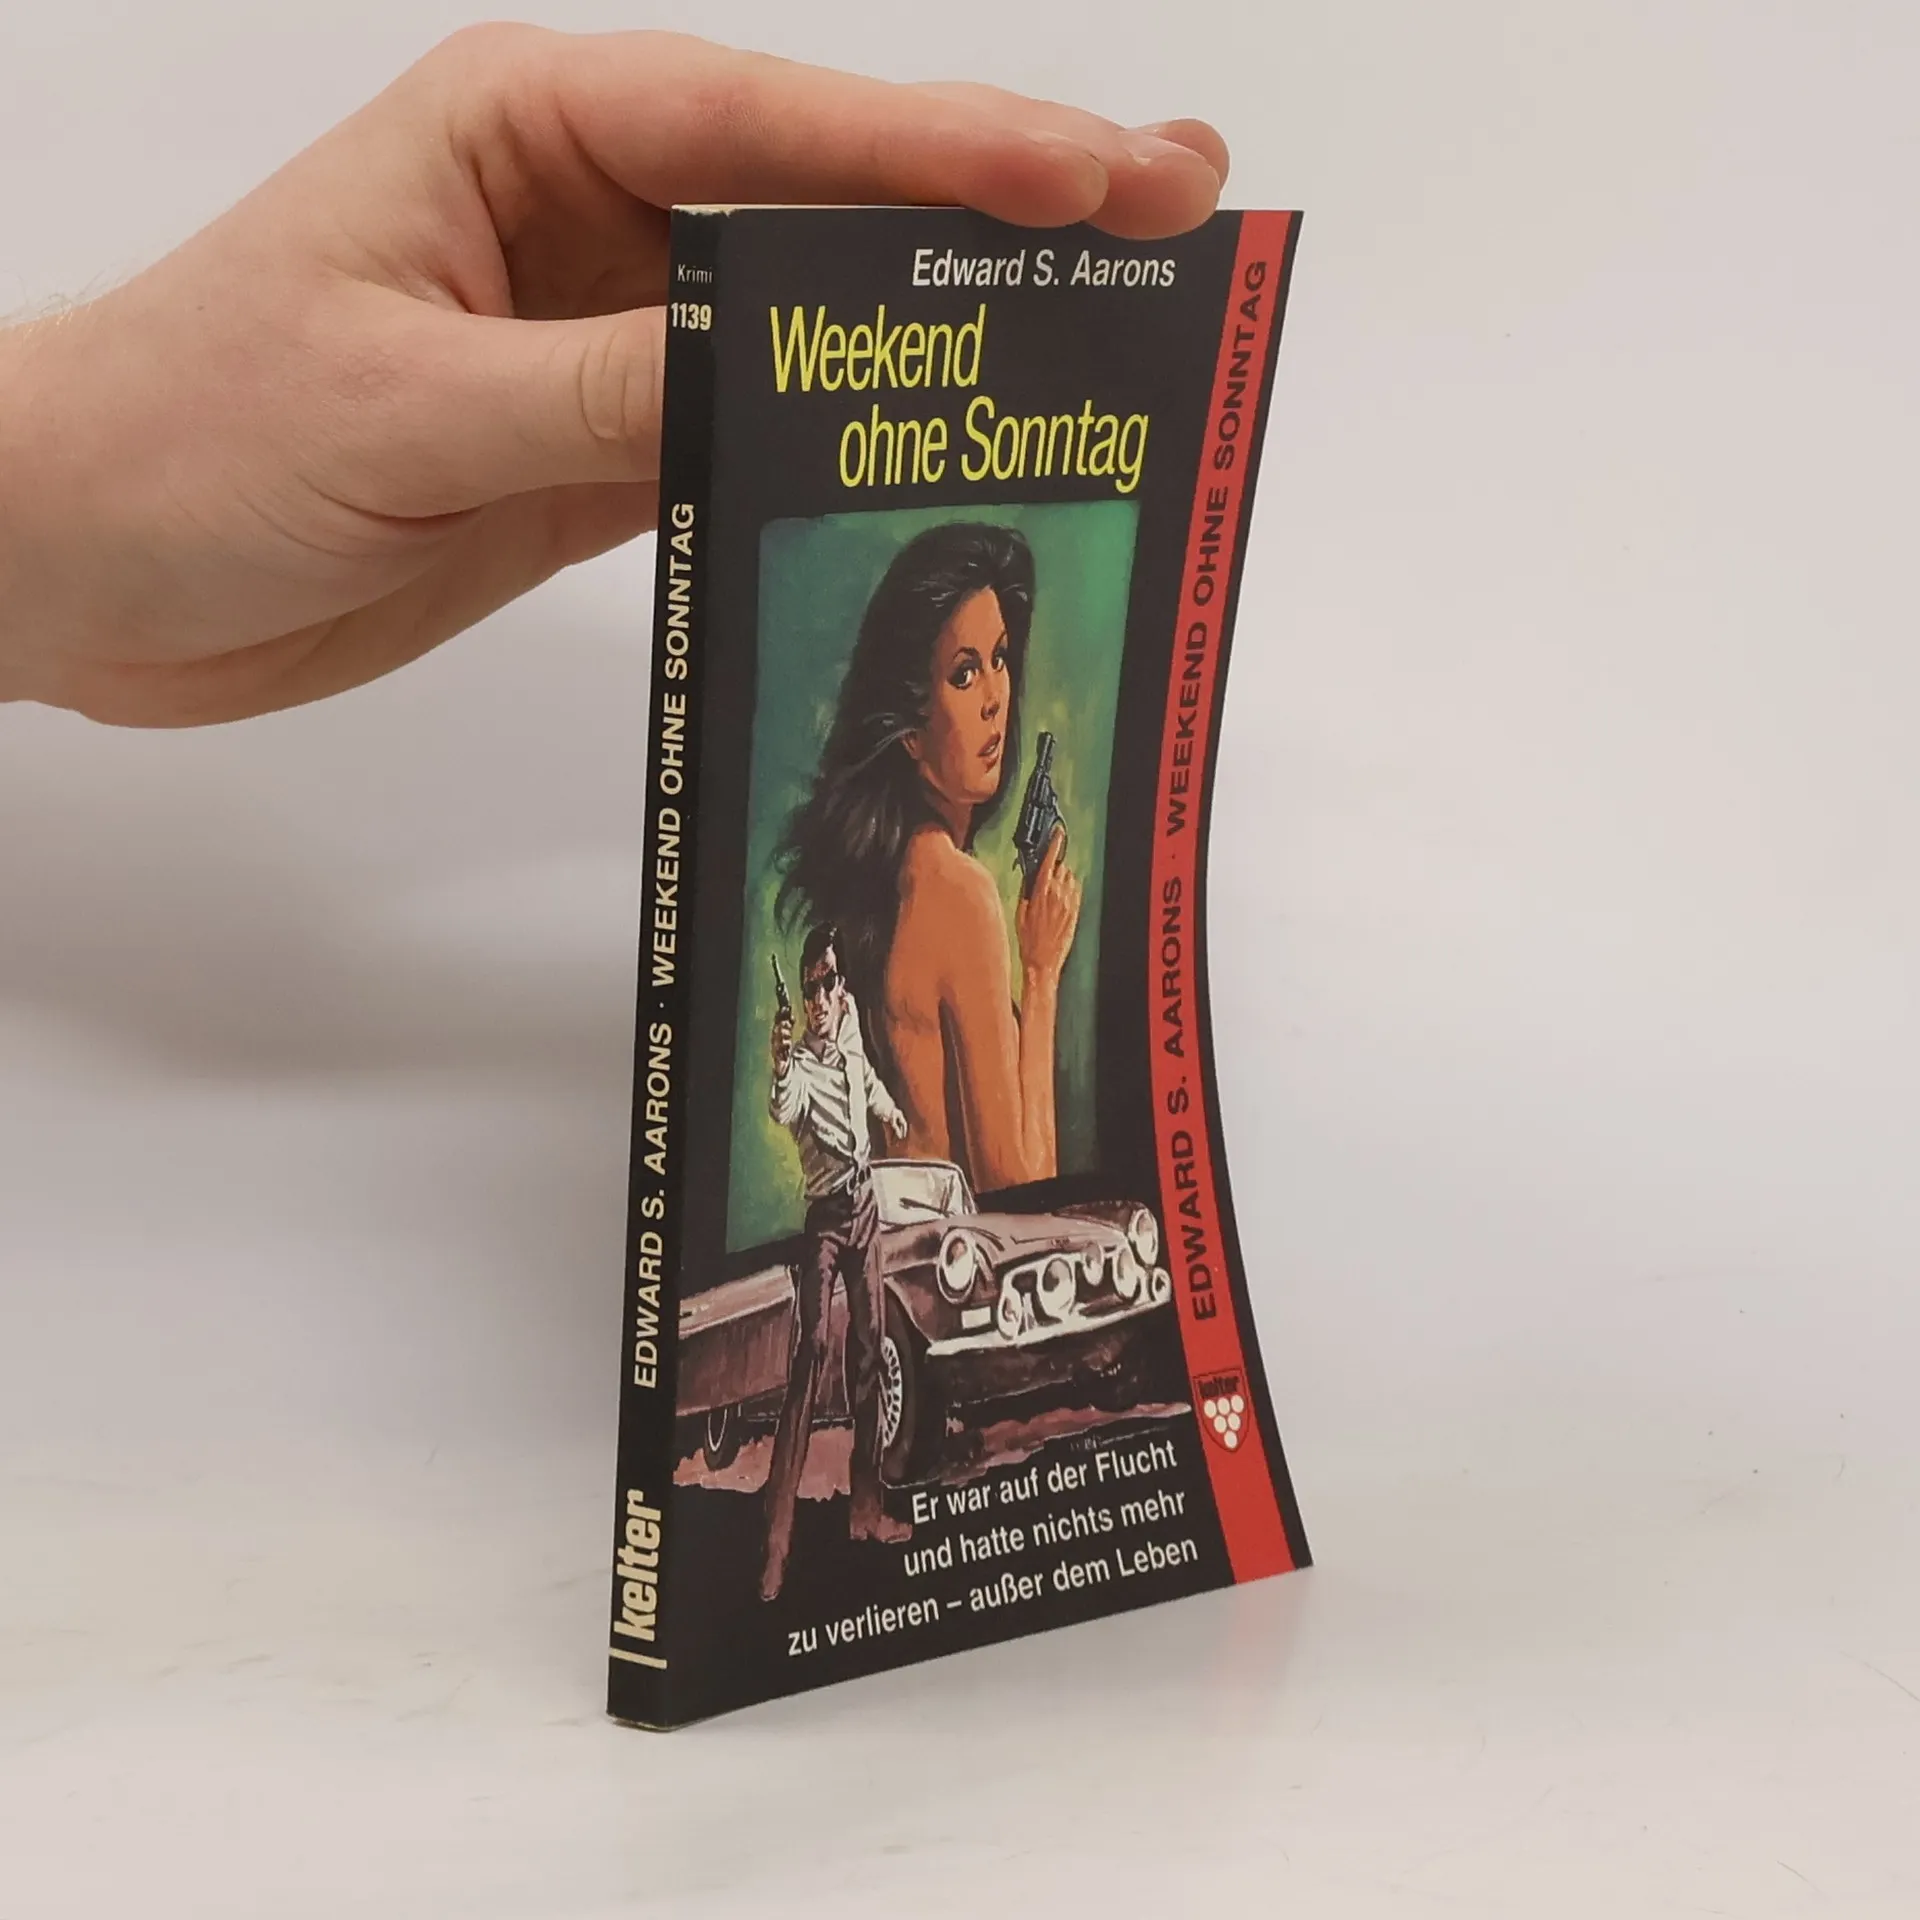 Krimi
1139
EDWARD S. AARONS · WEEKEND OHNE SONNTAG
kelter
Edward S. Aarons
Weekend
ohne Sonntag
Er war auf der Flucht
und hatte nichts mehr
zu verlieren – außer dem Leben
EDWARD S. AARONS · WEEKEND OHNE SONNTAG
kelter